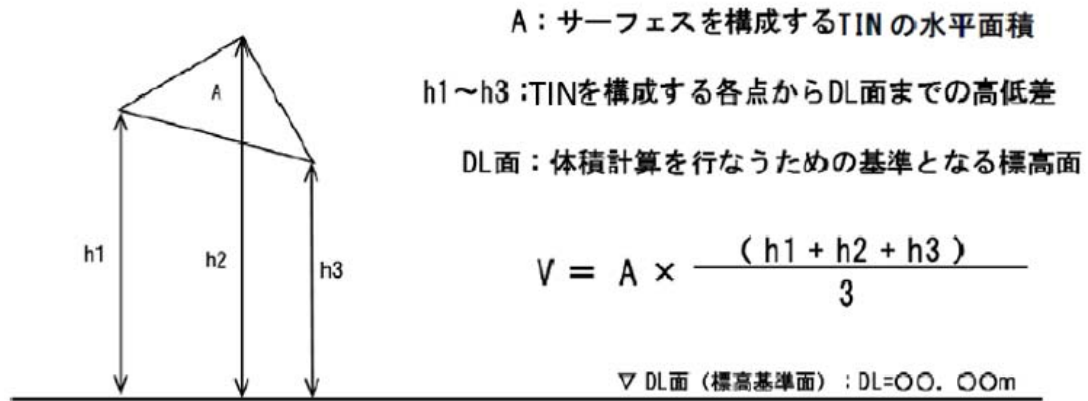 A：サーフェスを構成するTINの水平面積
h1～h3：TINを構成する各点からDL面までの高低差
DL面：体積計算を行なうための基準となる標高面
A
h1
h2
h3
V = A × (h1 + h2 + h3) / 3
▽ DL面（標高基準面）：DL=○○. ○○m